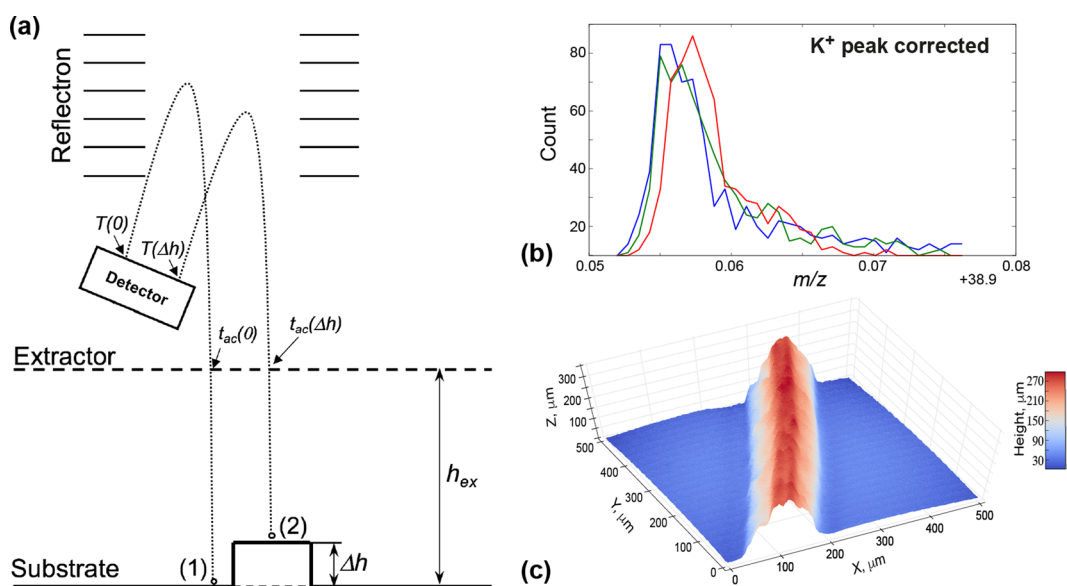 (a)
Reflectron
T(0)
T(Δh)
Detector
t_ac(0)
t_ac(Δh)
Extractor
h_ex
(2)
Substrate
(1)
Δh
K⁺ peak corrected
Count
80
60
40
20
0.05
0.06
0.07
0.08
m/z
+38.9
(b)
Z, μm
300
200
100
500
400
300
200
100
0
Y, μm
0
100
200
300
400
500
X, μm
Height, μm
270
210
150
90
30
(c)